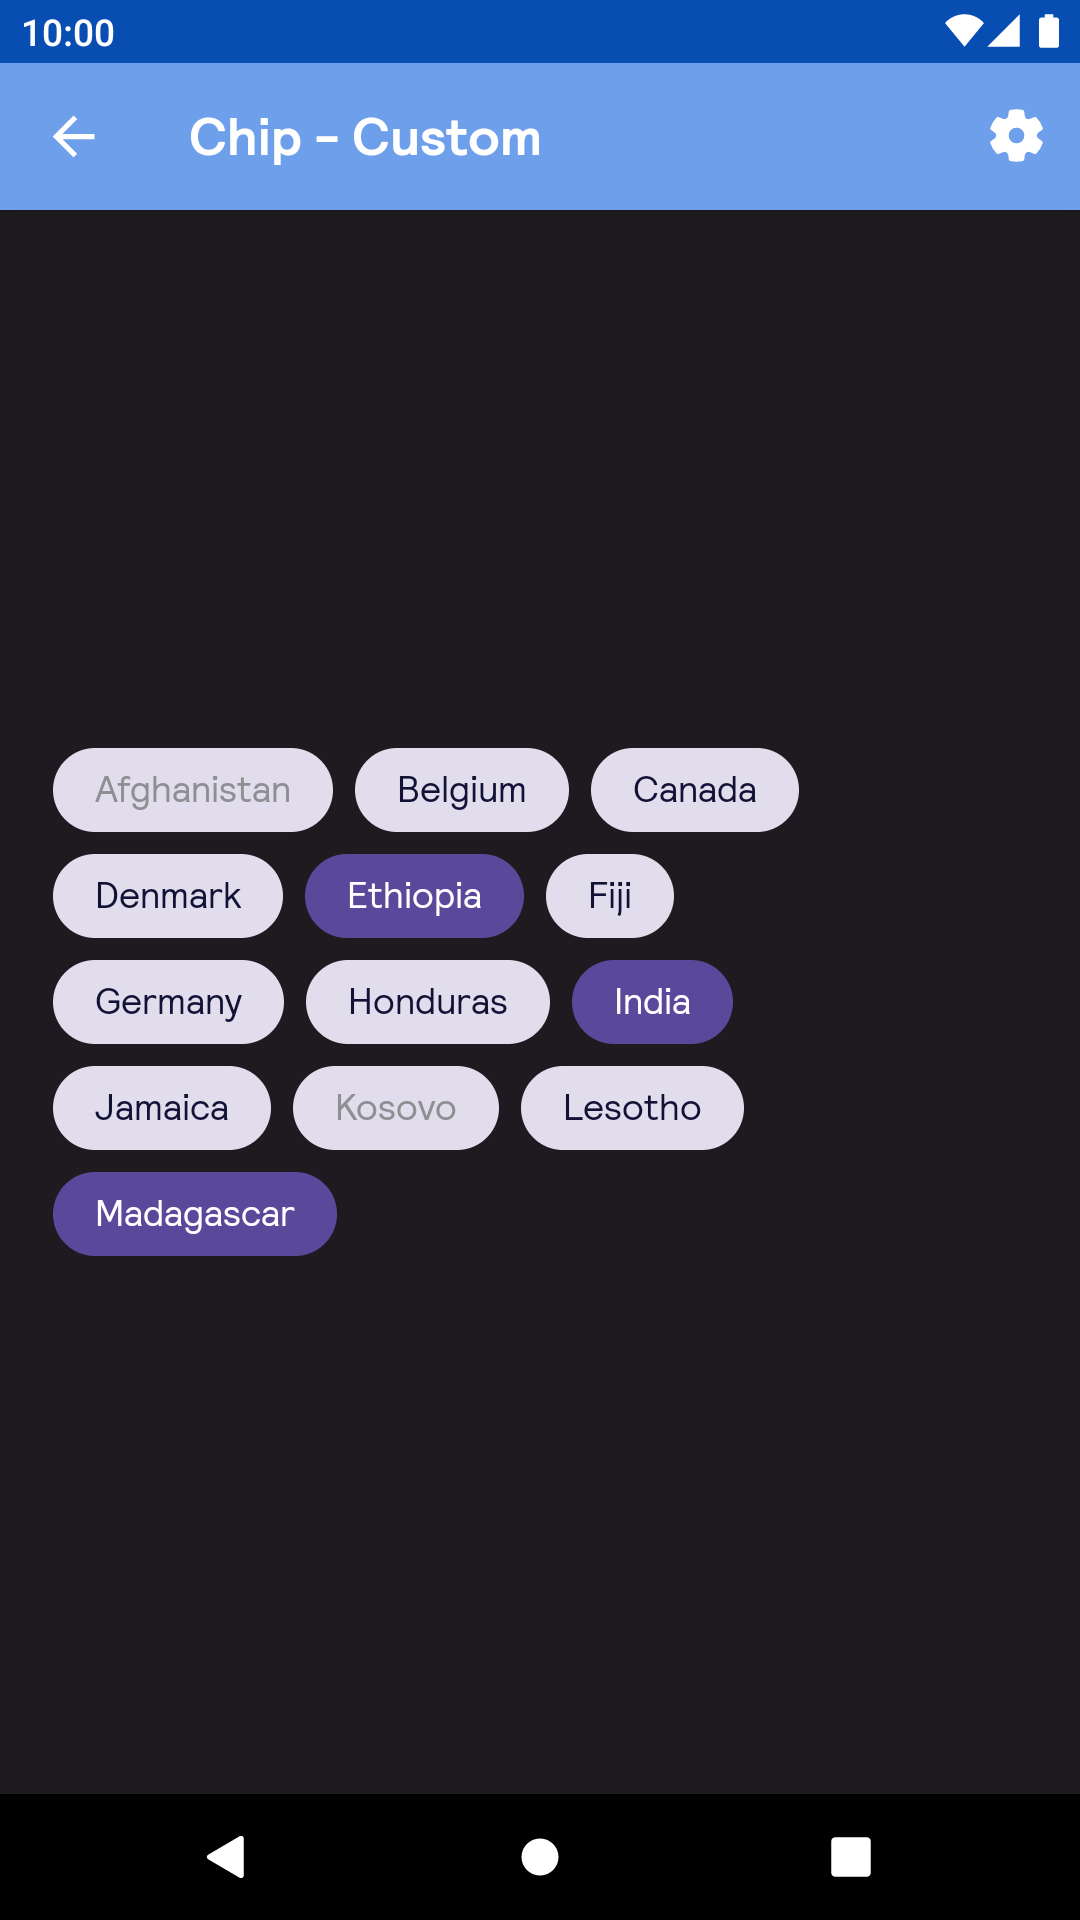 10:00
Chip - Custom
Afghanistan Belgium Canada
Denmark Ethiopia Fiji
Germany Honduras India
Jamaica Kosovo Lesotho
Madagascar